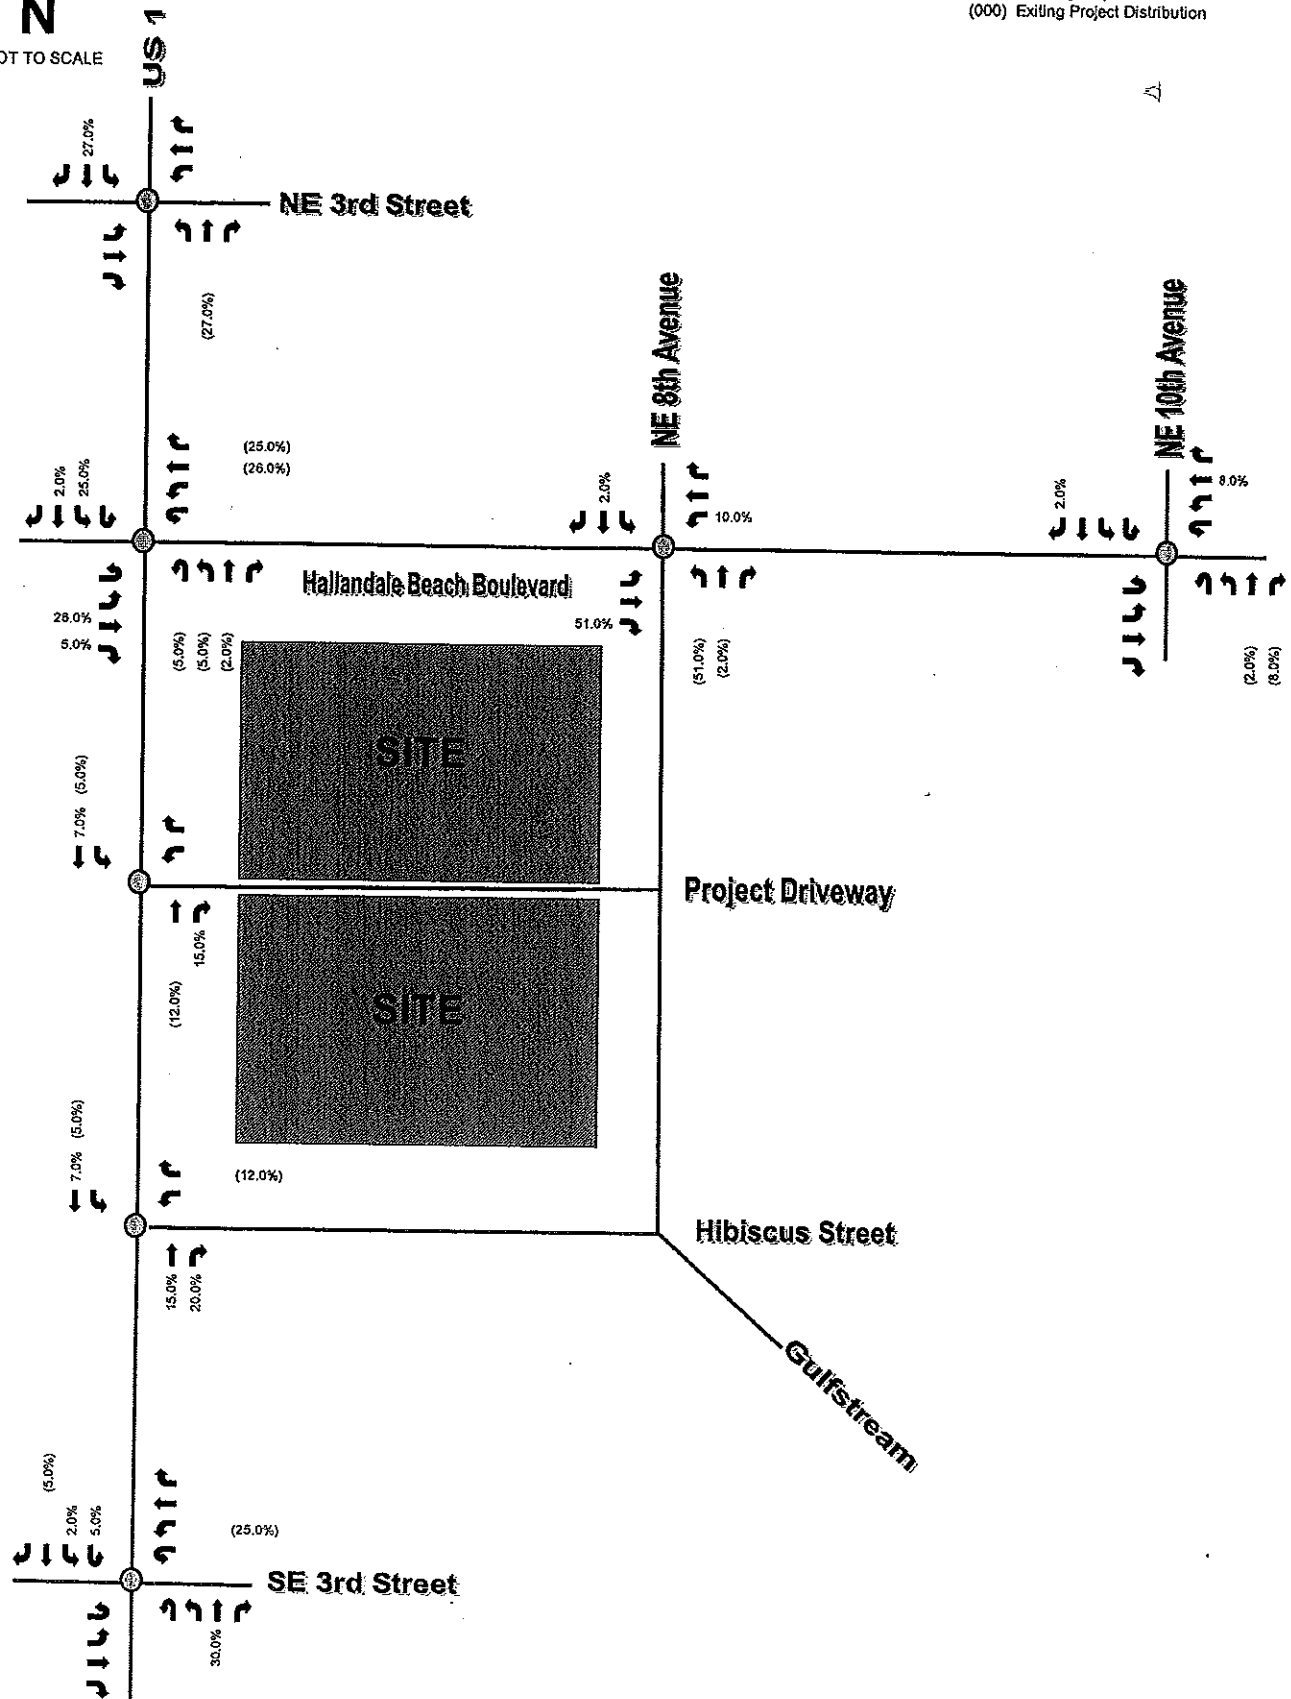 N
OT TO SCALE
(000) Exiting Project Distribution
US 1
27.0%
NE 3rd Street
(27.0%)
NE 8th Avenue
NE 10th Avenue
2.0%
25.0%
(25.0%)
(26.0%)
2.0%
10.0%
2.0%
8.0%
Hallandale Beach Boulevard
28.0%
5.0%
(5.0%)
(5.0%)
(2.0%)
51.0%
(51.0%)
(2.0%)
(2.0%)
(8.0%)
SITE
7.0% (5.0%)
Project Driveway
15.0%
(12.0%)
SITE
7.0% (5.0%)
(12.0%)
Hibiscus Street
15.0%
20.0%
Gulfstream
(5.0%)
2.0%
5.0%
(25.0%)
SE 3rd Street
30.0%